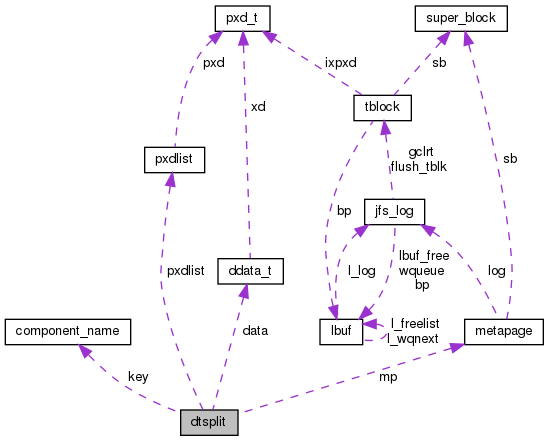 pxd_t
super_block
pxd
ixpxd
sb
xd
tblock
gclrt
flush_tblk
pxdlist
sb
bp
jfs_log
lbuf_free
wqueue
bp
pxdlist
ddata_t
l_log
log
component_name
data
lbuf
l_freelist
l_wqnext
metapage
key
mp
dtsplit